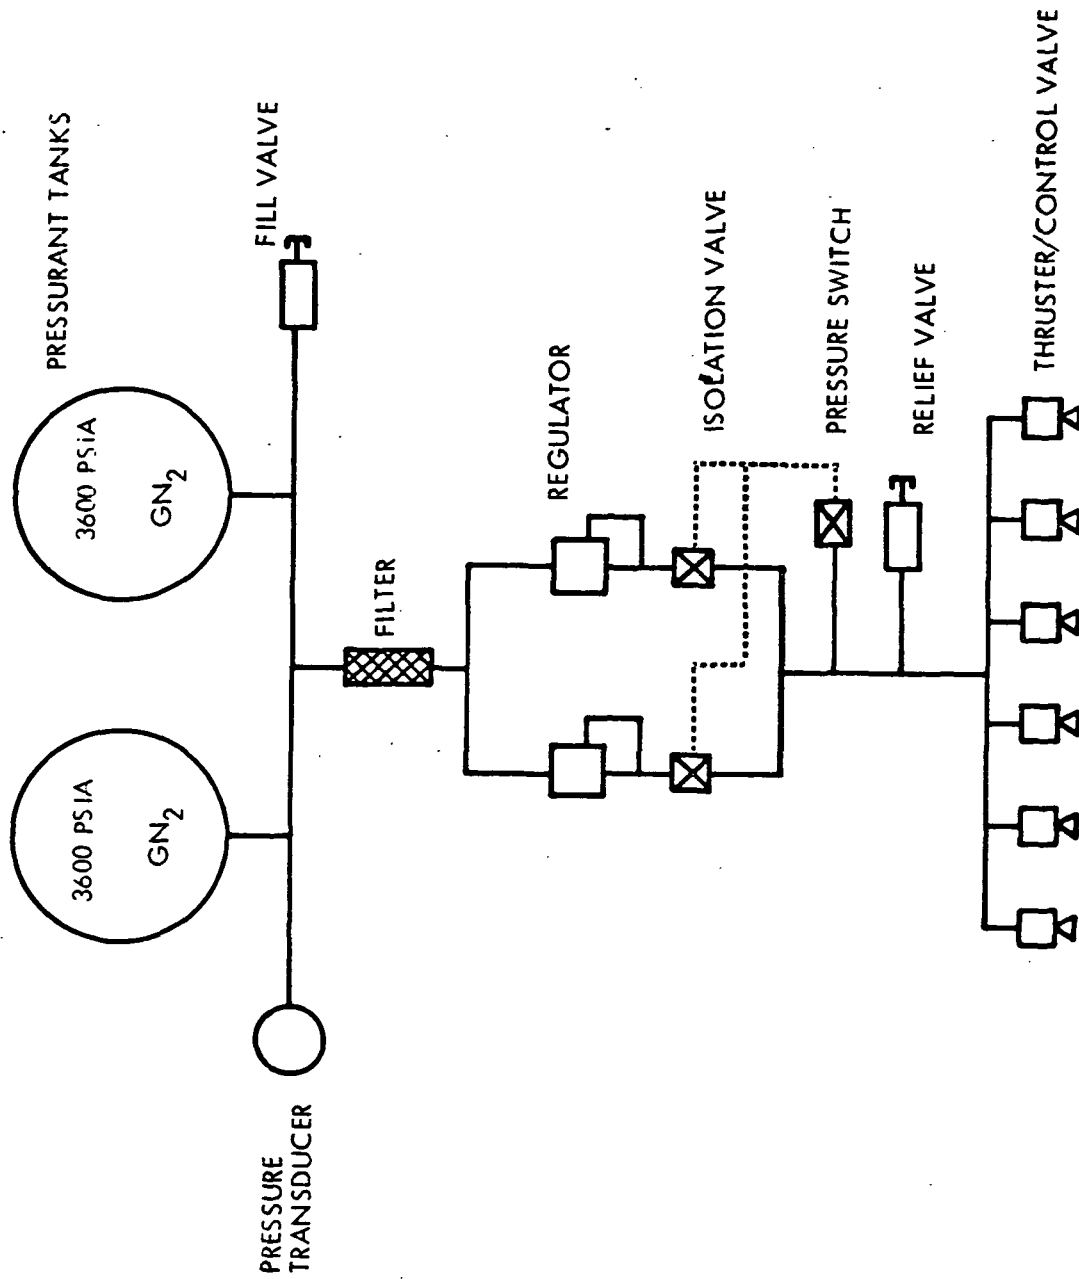 PRESSURANT TANKS
3600 PSIA
GN2
3600 PSiA
GN2
PRESSURE
TRANSDUCER
FILL VALVE
FILTER
REGULATOR
ISOLATION VALVE
PRESSURE SWITCH
RELIEF VALVE
THRUSTER/CONTROL VALVE